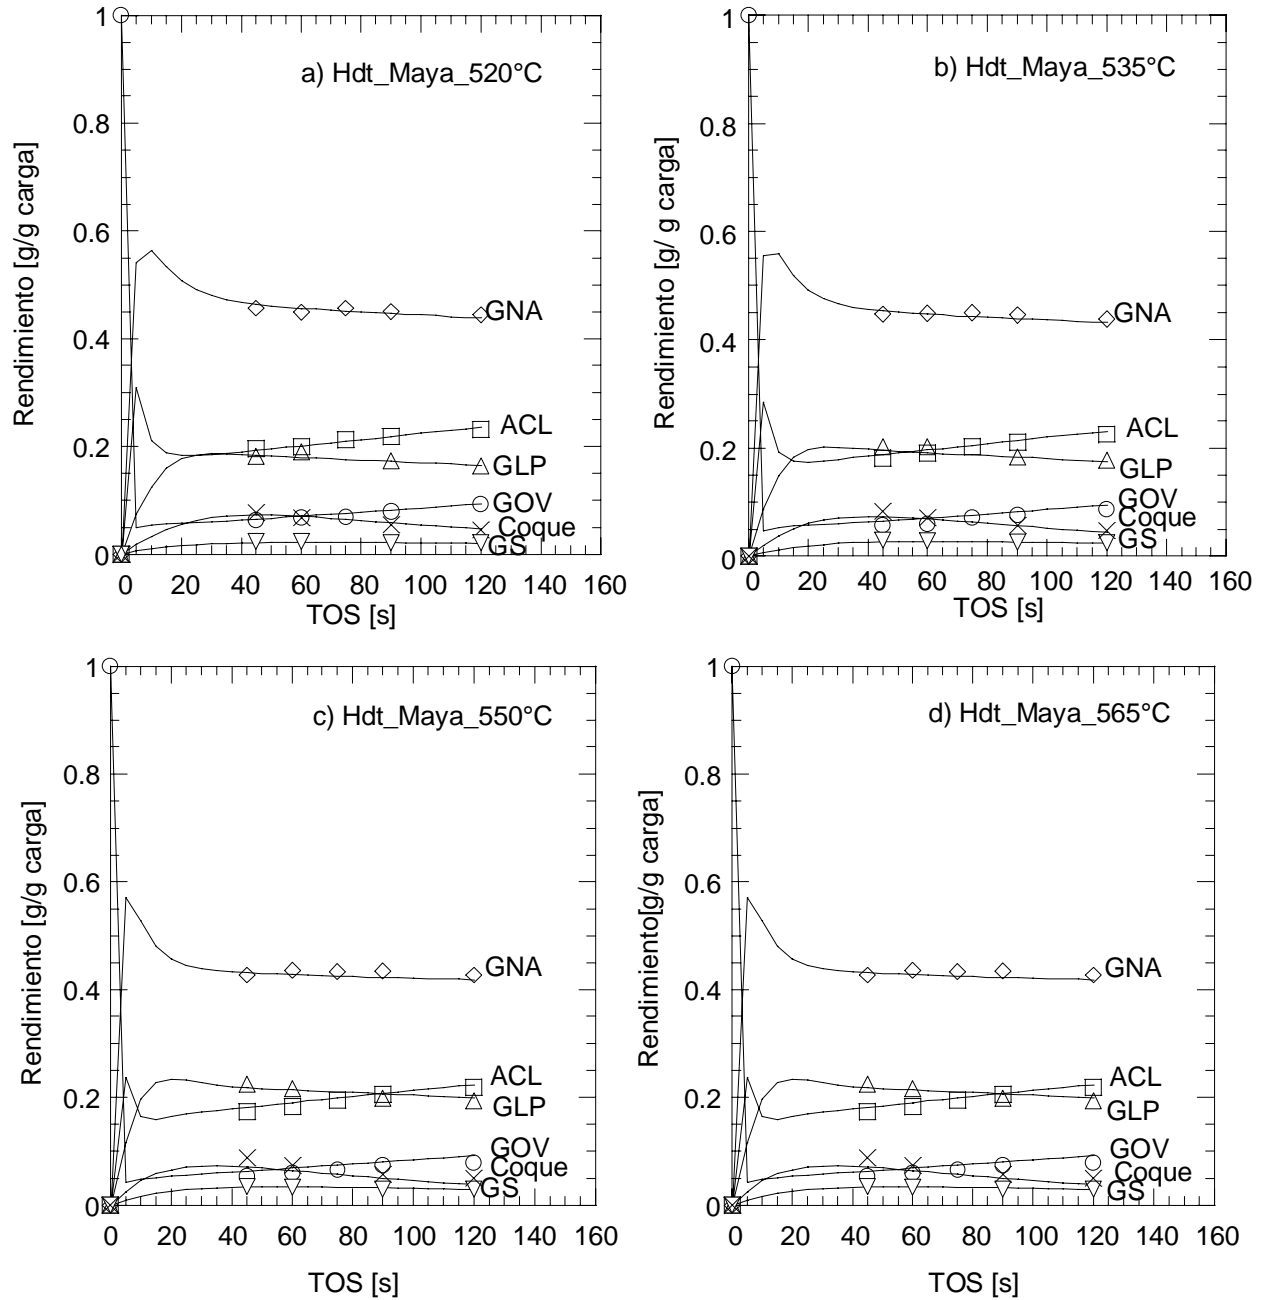 a) Hdt_Maya_520°C
Rendimiento [g/g carga]
1
0.8
0.6
0.4
0.2
0
GNA
ACL
GLP
GOV
Coque
GS
0 20 40 60 80 100 120 140 160
TOS [s]
b) Hdt_Maya_535°C
Rendimiento [g/ g carga]
1
0.8
0.6
0.4
0.2
0
GNA
ACL
GLP
GOV
Coque
GS
0 20 40 60 80 100 120 140 160
TOS [s]
c) Hdt_Maya_550°C
Rendimiento [g/g carga]
1
0.8
0.6
0.4
0.2
0
GNA
ACL
GLP
GOV
Coque
GS
0 20 40 60 80 100 120 140 160
TOS [s]
d) Hdt_Maya_565°C
Rendimiento[g/g carga]
1
0.8
0.6
0.4
0.2
0
GNA
ACL
GLP
GOV
Coque
GS
0 20 40 60 80 100 120 140 160
TOS [s]